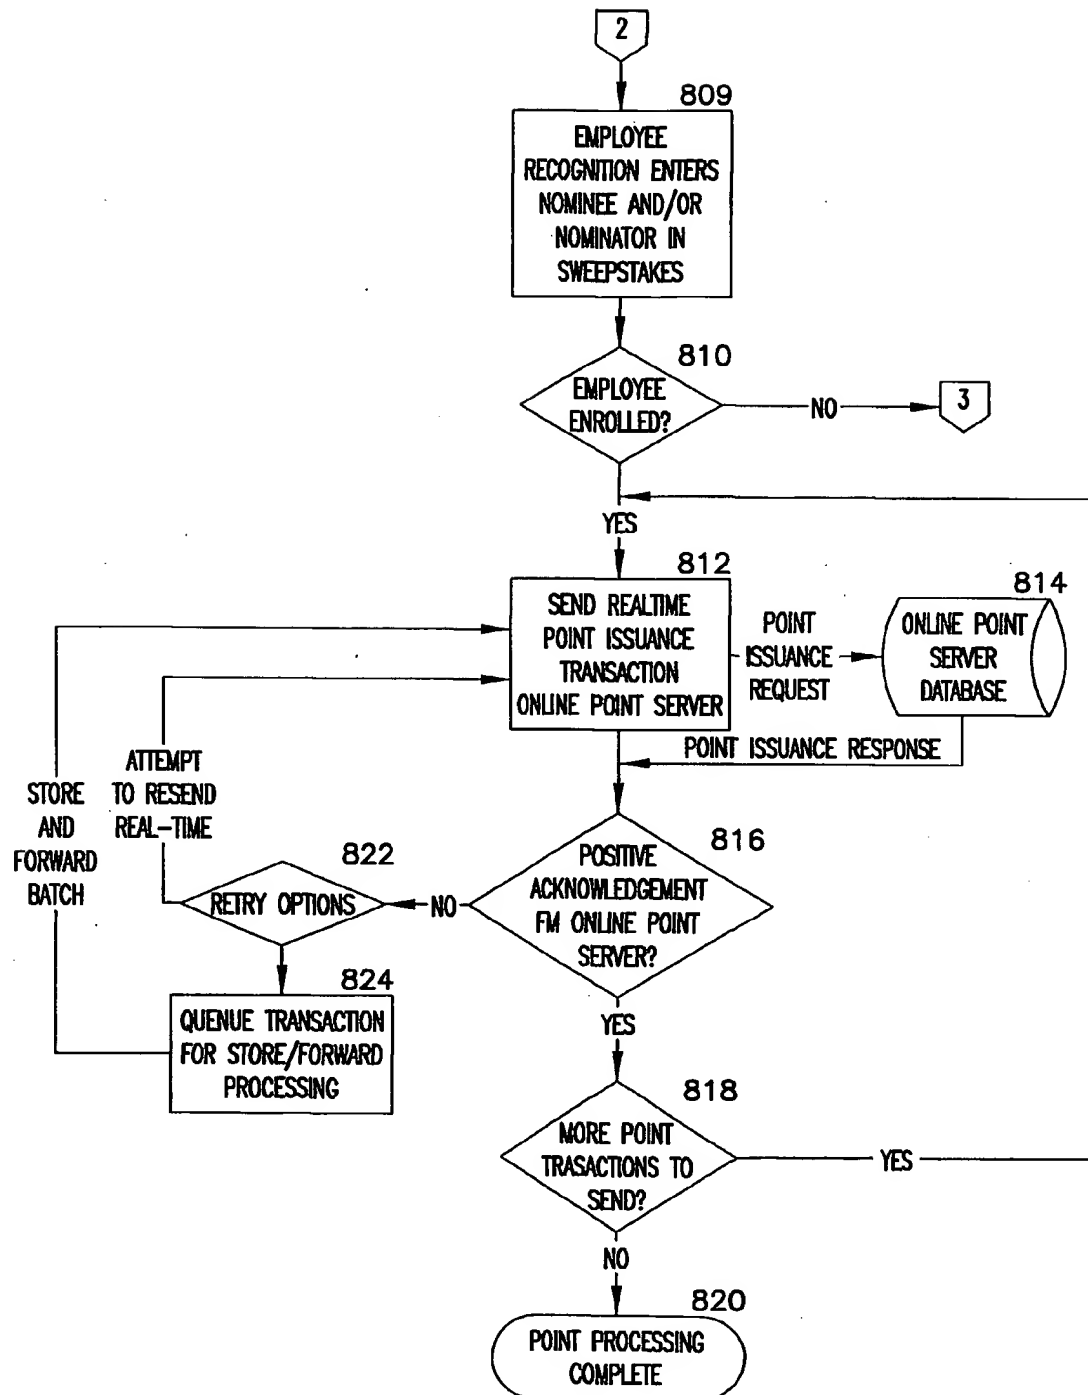 2
809
EMPLOYEE
RECOGNITION ENTERS
NOMINEE AND/OR
NOMINATOR IN
SWEEPSTAKES
810
EMPLOYEE
ENROLLED?
NO
3
YES
812
SEND REALTIME
POINT ISSUANCE
TRANSACTION
ONLINE POINT SERVER
POINT
ISSUANCE
REQUEST
814
ONLINE POINT
SERVER
DATABASE
POINT ISSUANCE RESPONSE
ATTEMPT
TO RESEND
REAL-TIME
STORE
AND
FORWARD
BATCH
816
POSITIVE
ACKNOWLEDGEMENT
FM ONLINE POINT
SERVER?
NO
822
RETRY OPTIONS
824
QUENUE TRANSACTION
FOR STORE/FORWARD
PROCESSING
YES
818
MORE POINT
TRASACTIONS TO
SEND?
YES
NO
820
POINT PROCESSING
COMPLETE